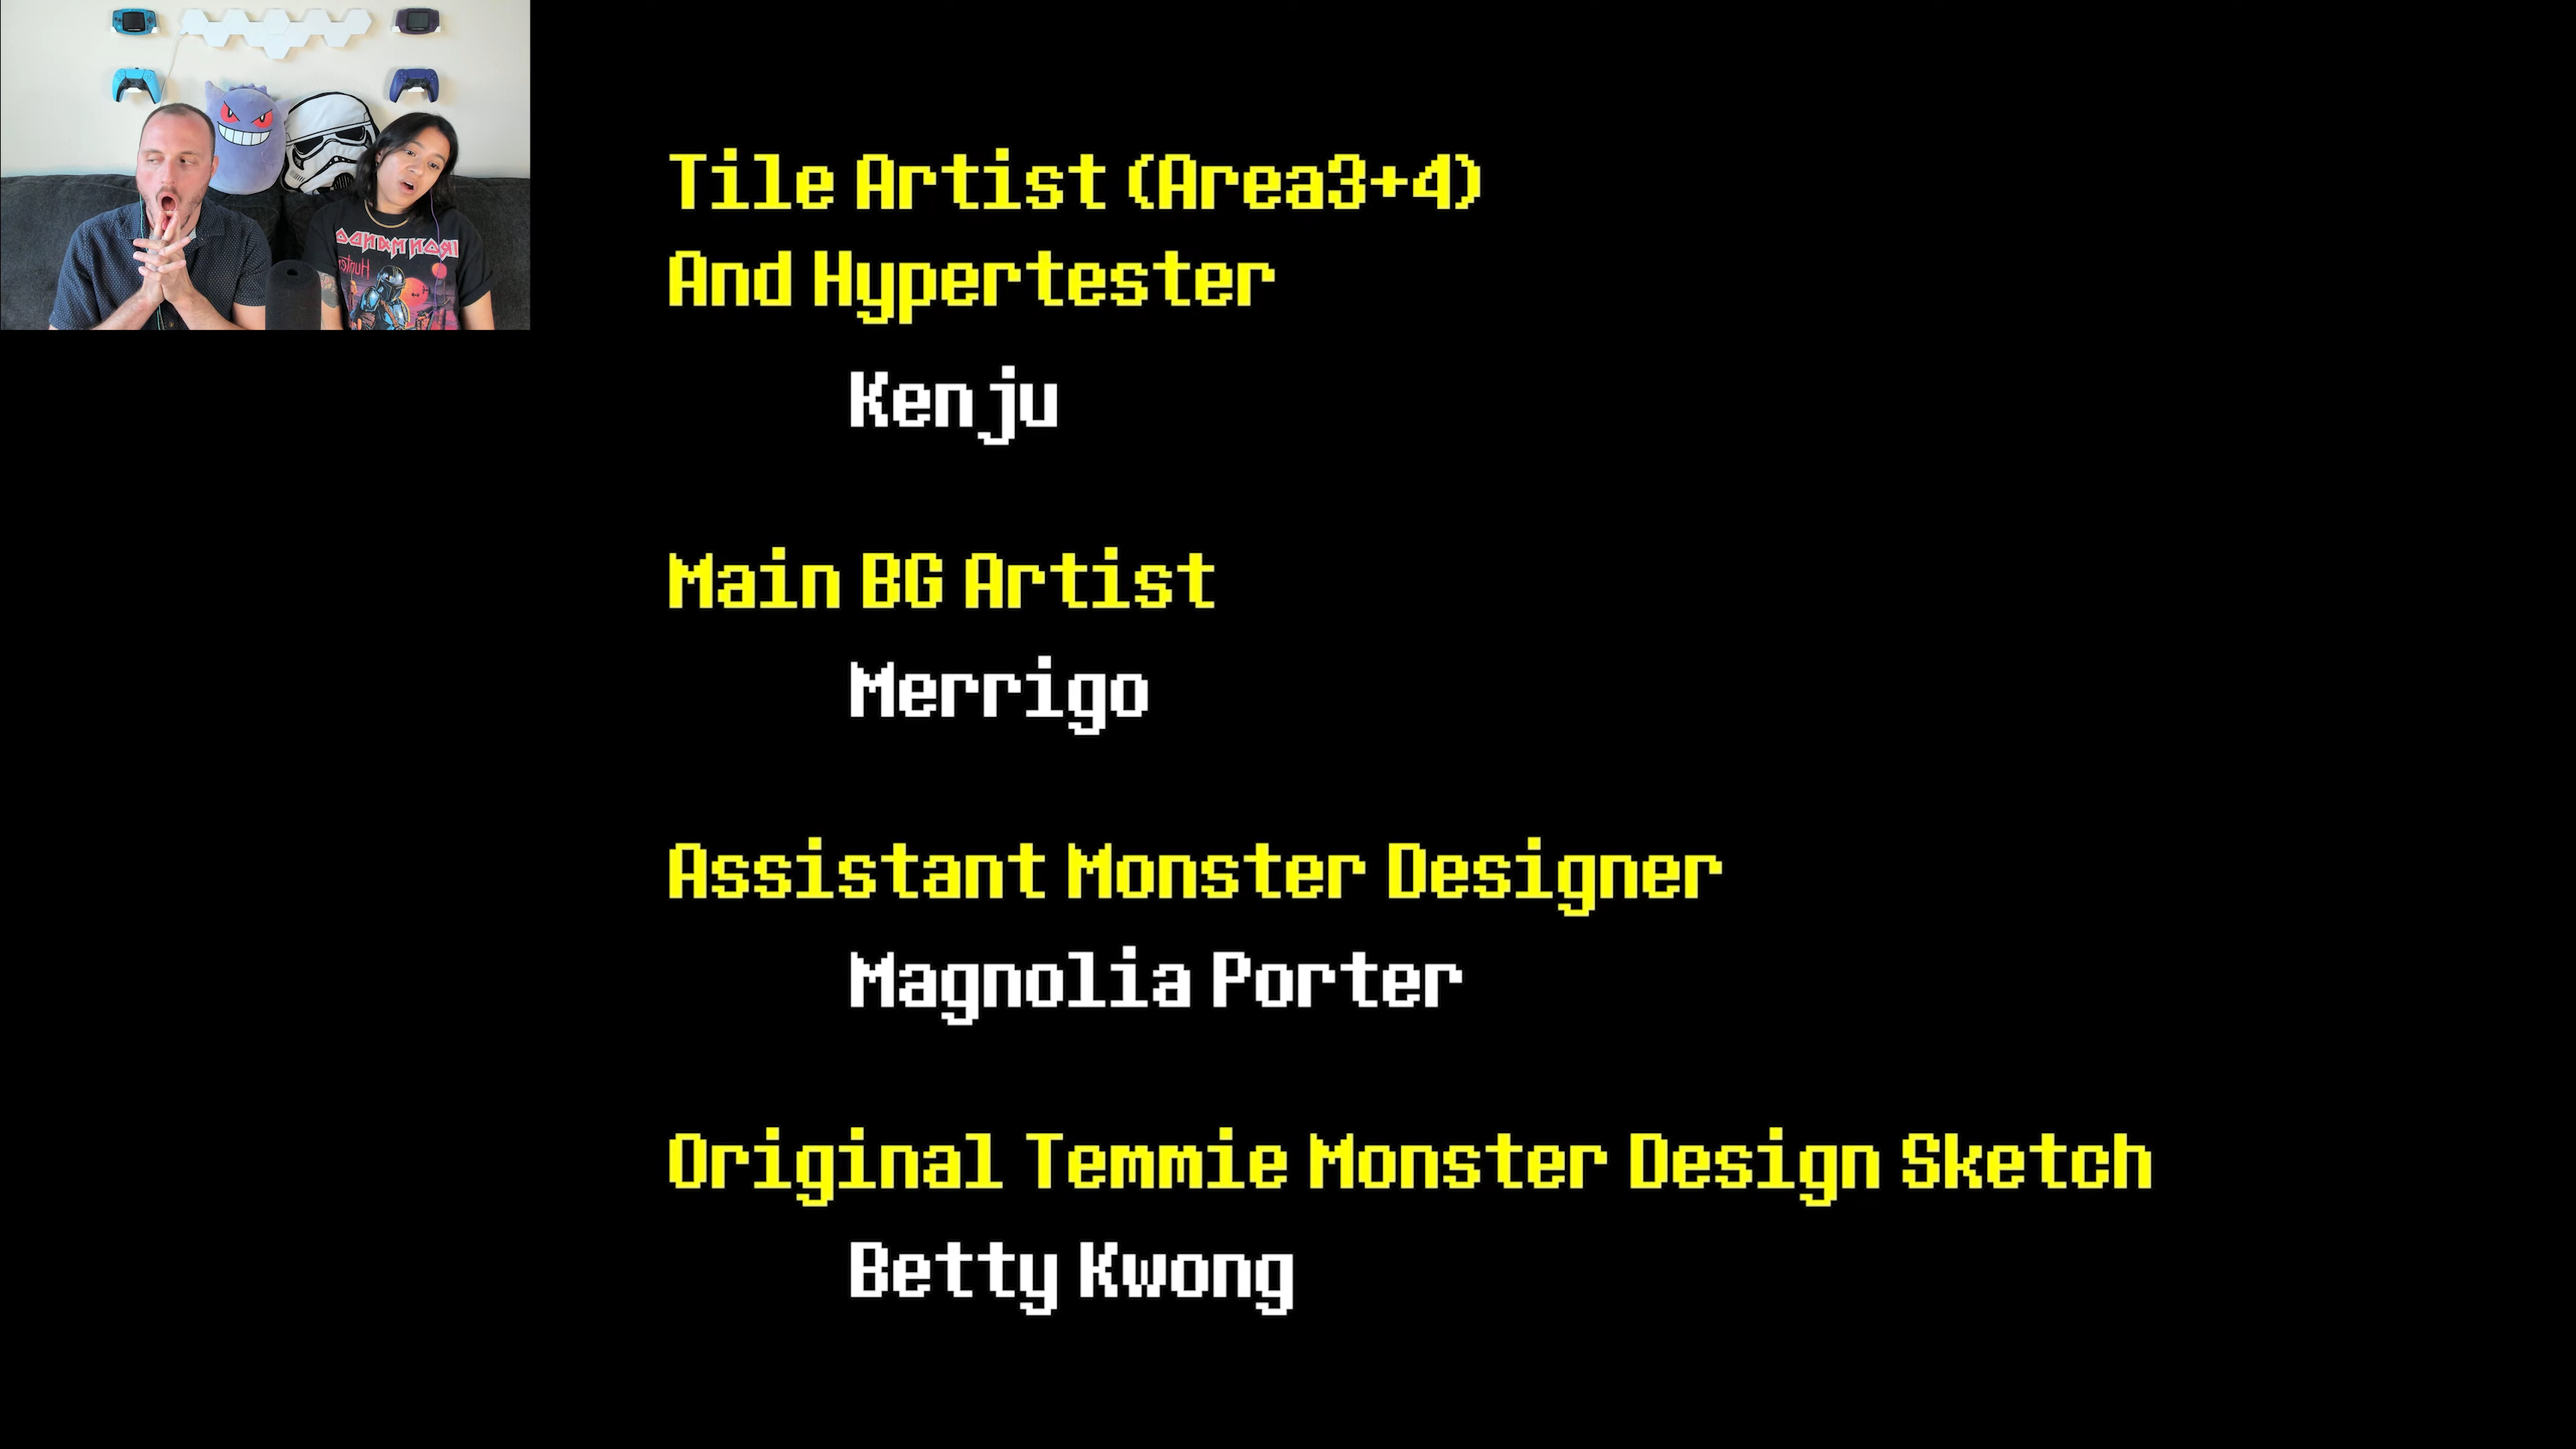 Tile Artist (Area3+4)
And Hypertester
Kenju
Main BG Artist
Merrigo
Assistant Monster Designer
Magnolia Porter
Original Temmie Monster Design Sketch
Betty Kwong
Hunter